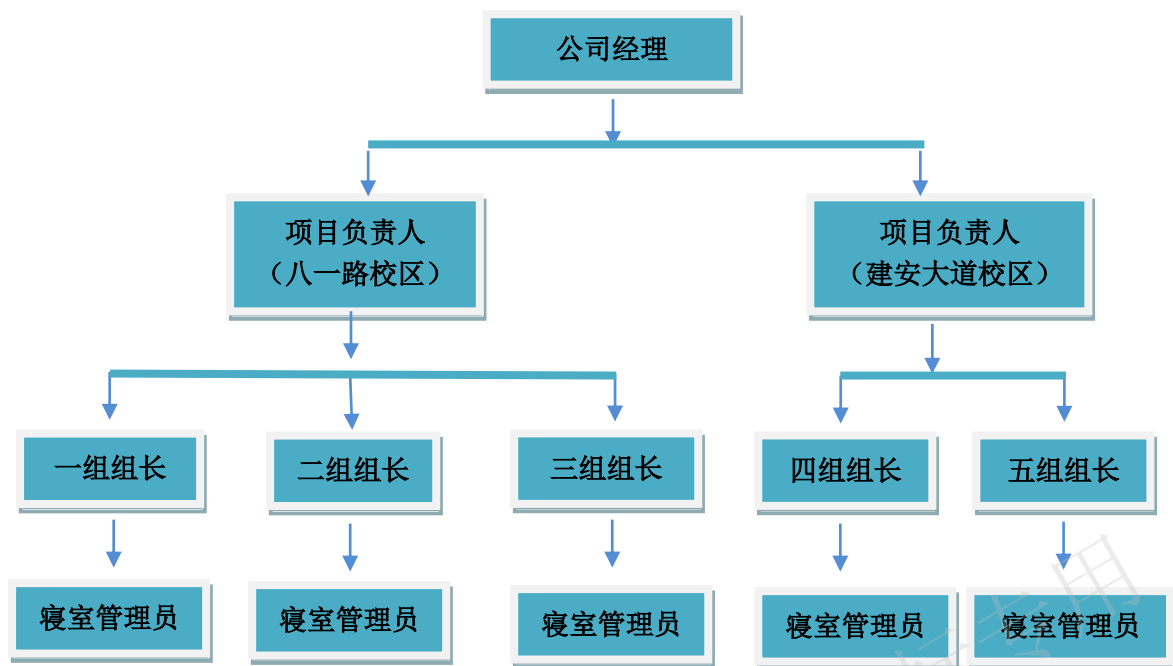 公司经理
项目负责人
（八一路校区）
项目负责人
（建安大道校区）
一组组长
二组组长
三组组长
四组组长
五组组长
寝室管理员
寝室管理员
寝室管理员
寝室管理员
寝室管理员
专用